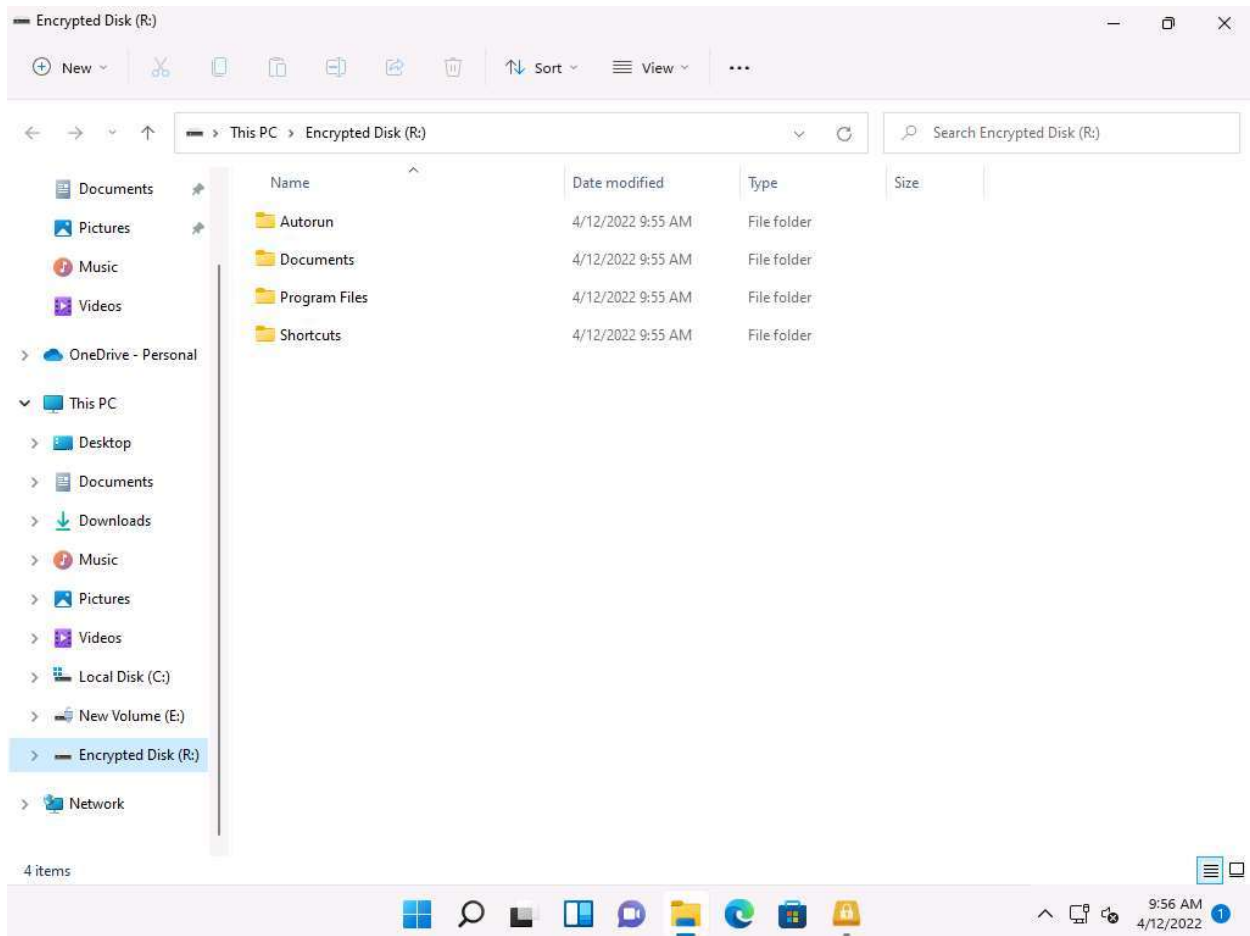 Encrypted Disk (R:)
New
Sort
View
This PC > Encrypted Disk (R:)
Search Encrypted Disk (R:)
Name Date modified Type Size
Documents
Pictures
Music
Videos
OneDrive - Personal
This PC
Desktop
Documents
Downloads
Music
Pictures
Videos
Local Disk (C:)
New Volume (E:)
Encrypted Disk (R:)
Network
Autorun 4/12/2022 9:55 AM File folder
Documents 4/12/2022 9:55 AM File folder
Program Files 4/12/2022 9:55 AM File folder
Shortcuts 4/12/2022 9:55 AM File folder
4 items
9:56 AM
4/12/2022
1